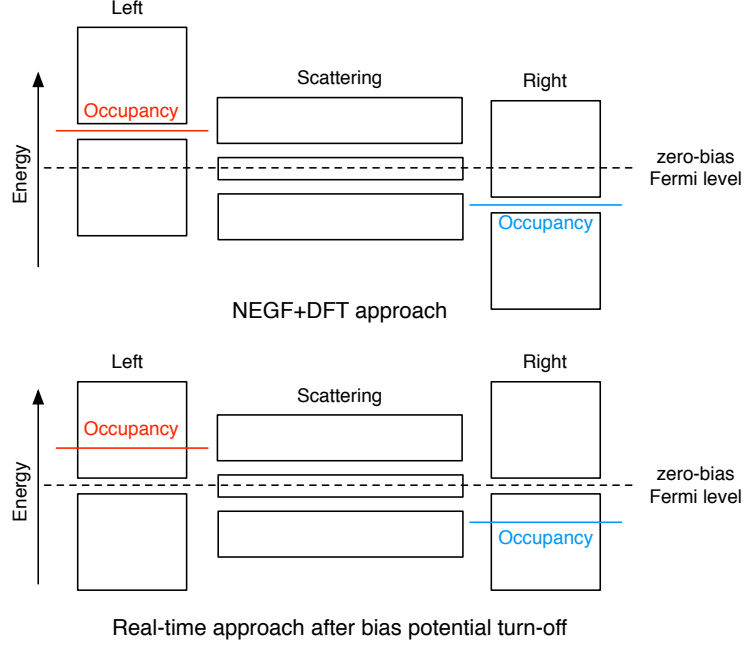 Left
Scattering
Right
Occupancy
Energy
zero-bias
Fermi level
Occupancy
NEGF+DFT approach
Left
Scattering
Right
Occupancy
Energy
zero-bias
Fermi level
Occupancy
Real-time approach after bias potential turn-off